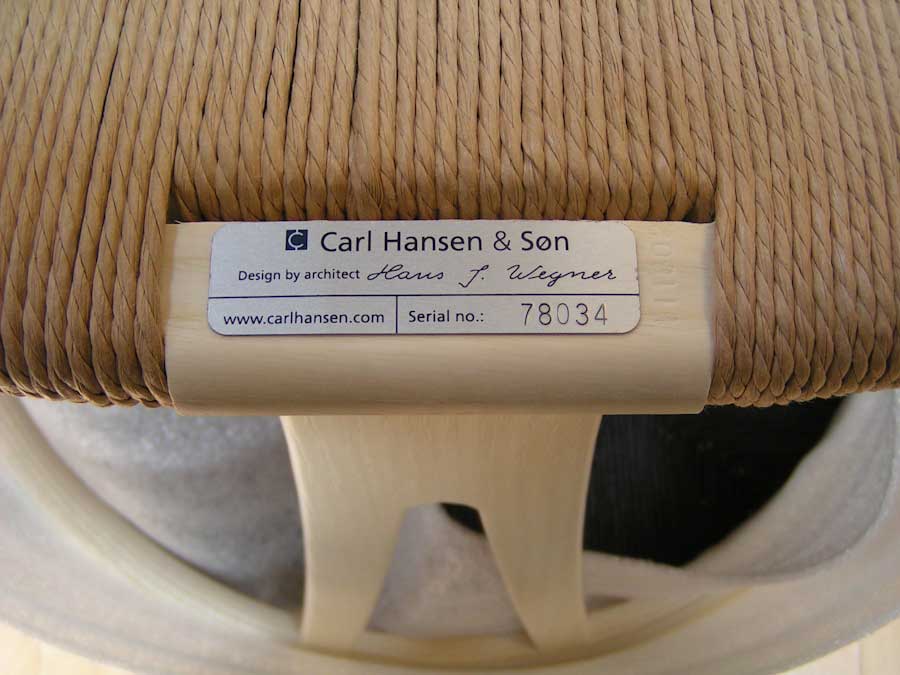 Carl Hansen & Søn
Design by architect Hans J. Wegner
www.carlhansen.com
Serial no.: 78034